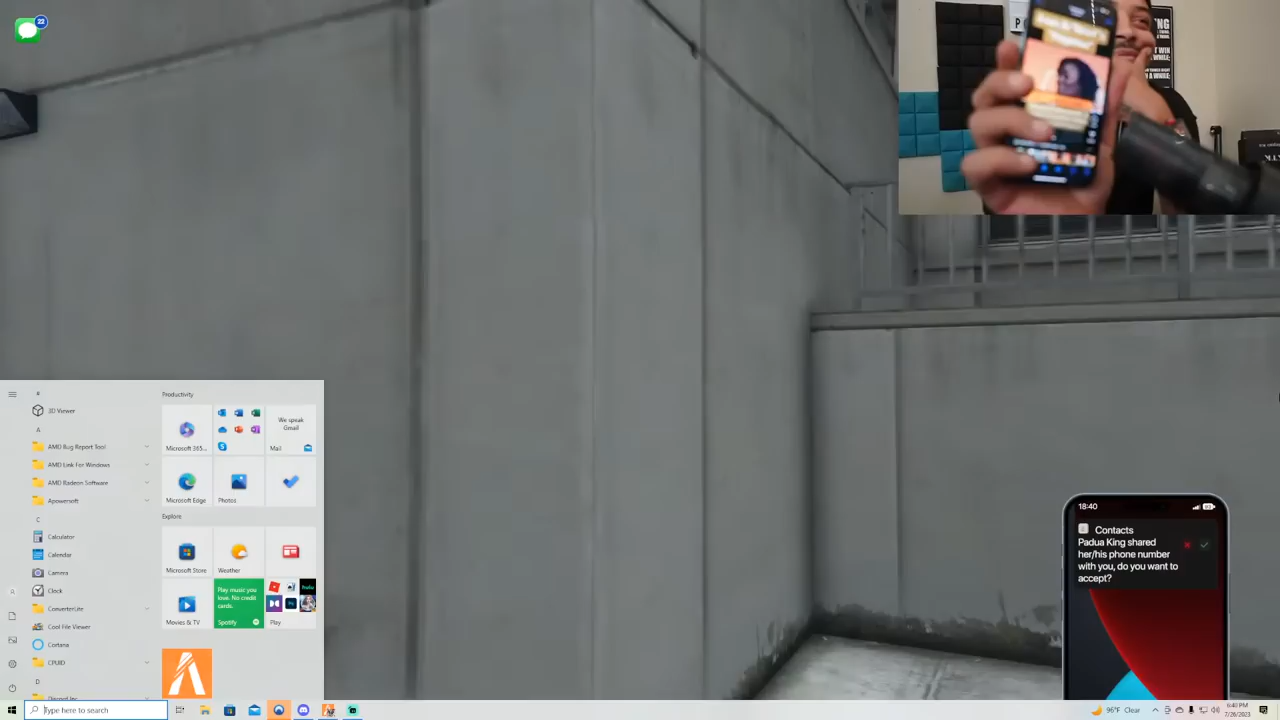 22
#
3D Viewer
A
AMD Bug Report Tool
AMD Link For Windows
AMD Radeon Software
Apowersoft
C
Calculator
Calendar
Camera
Clock
ConverterLite
Cool File Viewer
Cortana
CPUID
D
Discord Inc
Productivity
Microsoft 365...
We speak
Gmail
Mail
Microsoft Edge
Photos
Explore
Microsoft Store
Weather
Movies & TV
Play music you
love. No credit
cards.
Spotify
hulu
Play
18:40
Contacts
Padua King shared
her/his phone number
with you, do you want to
accept?
Type here to search
96°F Clear
6:40 PM
7/26/2023